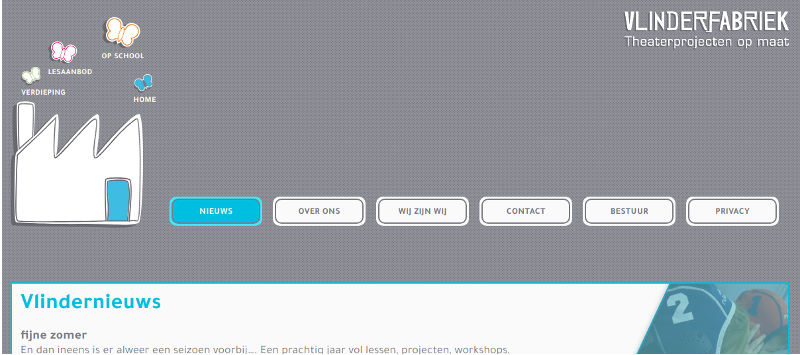 VLINDERFABRIEK
Theaterprojecten op maat
OP SCHOOL
LESAANBOD
VERDIEPING
HOME
NIEUWS
OVER ONS
WIJ ZIJN WIJ
CONTACT
BESTUUR
PRIVACY
Vlindernieuws
2
fijne zomer
En dan ineens is er alweer een seizoen voorbij…. Een prachtig jaar vol lessen, projecten, workshops,